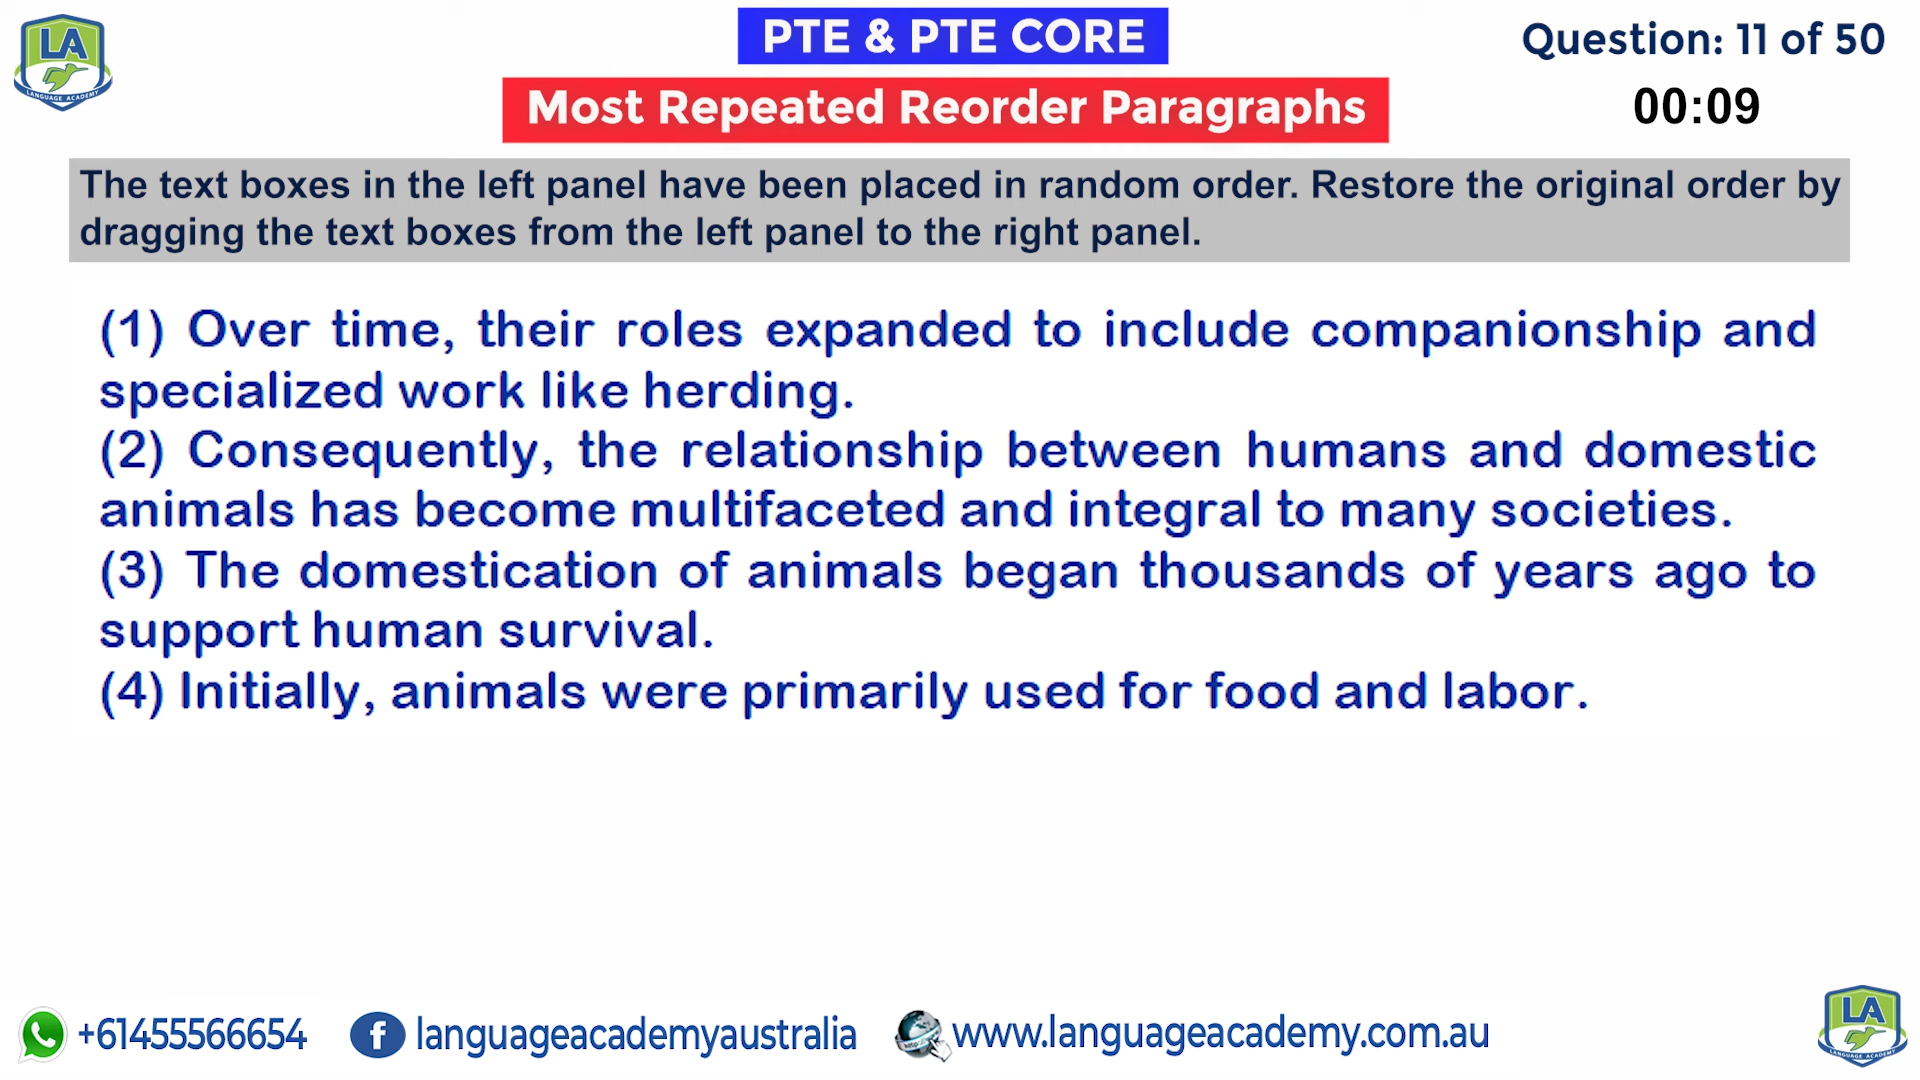 LA
LANGUAGE ACADEMY
PTE & PTE CORE
Most Repeated Reorder Paragraphs
Question: 11 of 50
00:09
The text boxes in the left panel have been placed in random order. Restore the original order by
dragging the text boxes from the left panel to the right panel.
(1) Over time, their roles expanded to include companionship and
specialized work like herding.
(2) Consequently, the relationship between humans and domestic
animals has become multifaceted and integral to many societies.
(3) The domestication of animals began thousands of years ago to
support human survival.
(4) Initially, animals were primarily used for food and labor.
+61455566654
languageacademyaustralia
www.languageacademy.com.au
LA
LANGUAGE ACADEMY